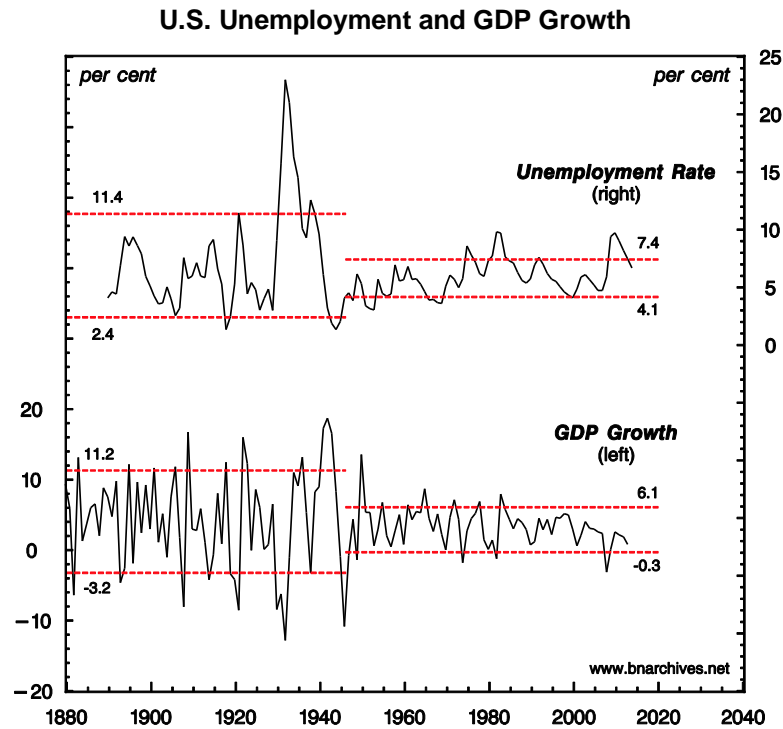 U.S. Unemployment and GDP Growth
per cent
per cent
25
20
15
10
5
0
Unemployment Rate
(right)
11.4
7.4
2.4
4.1
20
10
0
−10
−20
GDP Growth
(left)
11.2
6.1
-3.2
-0.3
www.bnarchives.net
1880 1900 1920 1940 1960 1980 2000 2020 2040